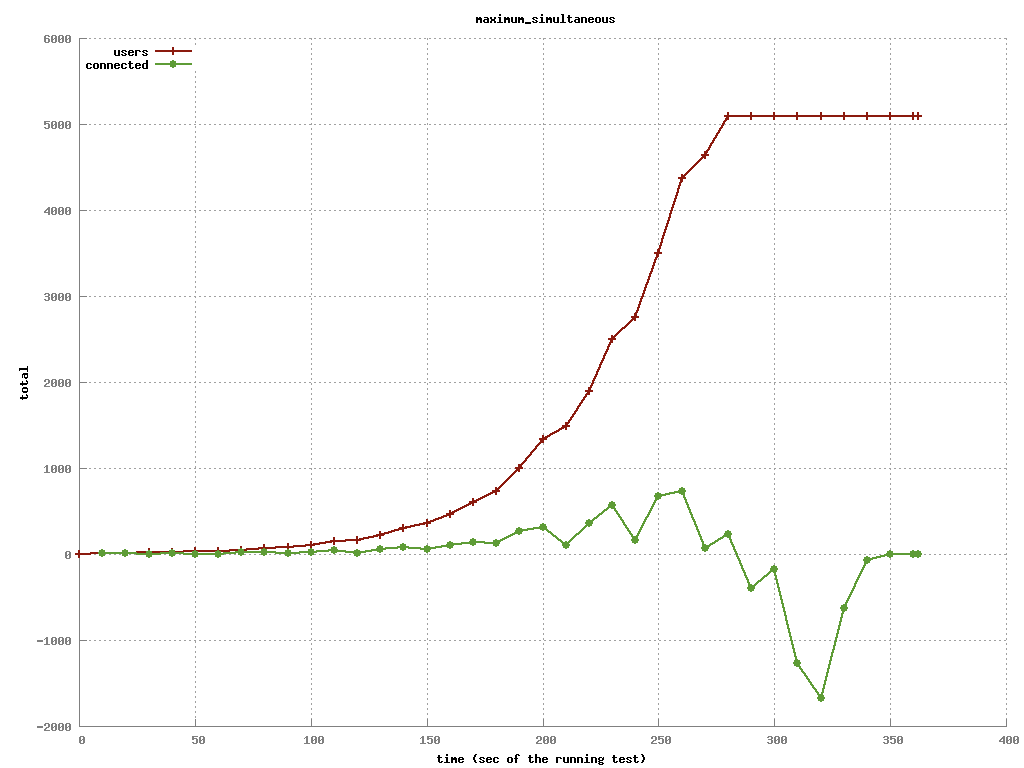 maximum_simultaneous
6000
users
connected
5000
4000
3000
total
2000
1000
0
-1000
-2000
0 50 100 150 200 250 300 350 400
time (sec of the running test)